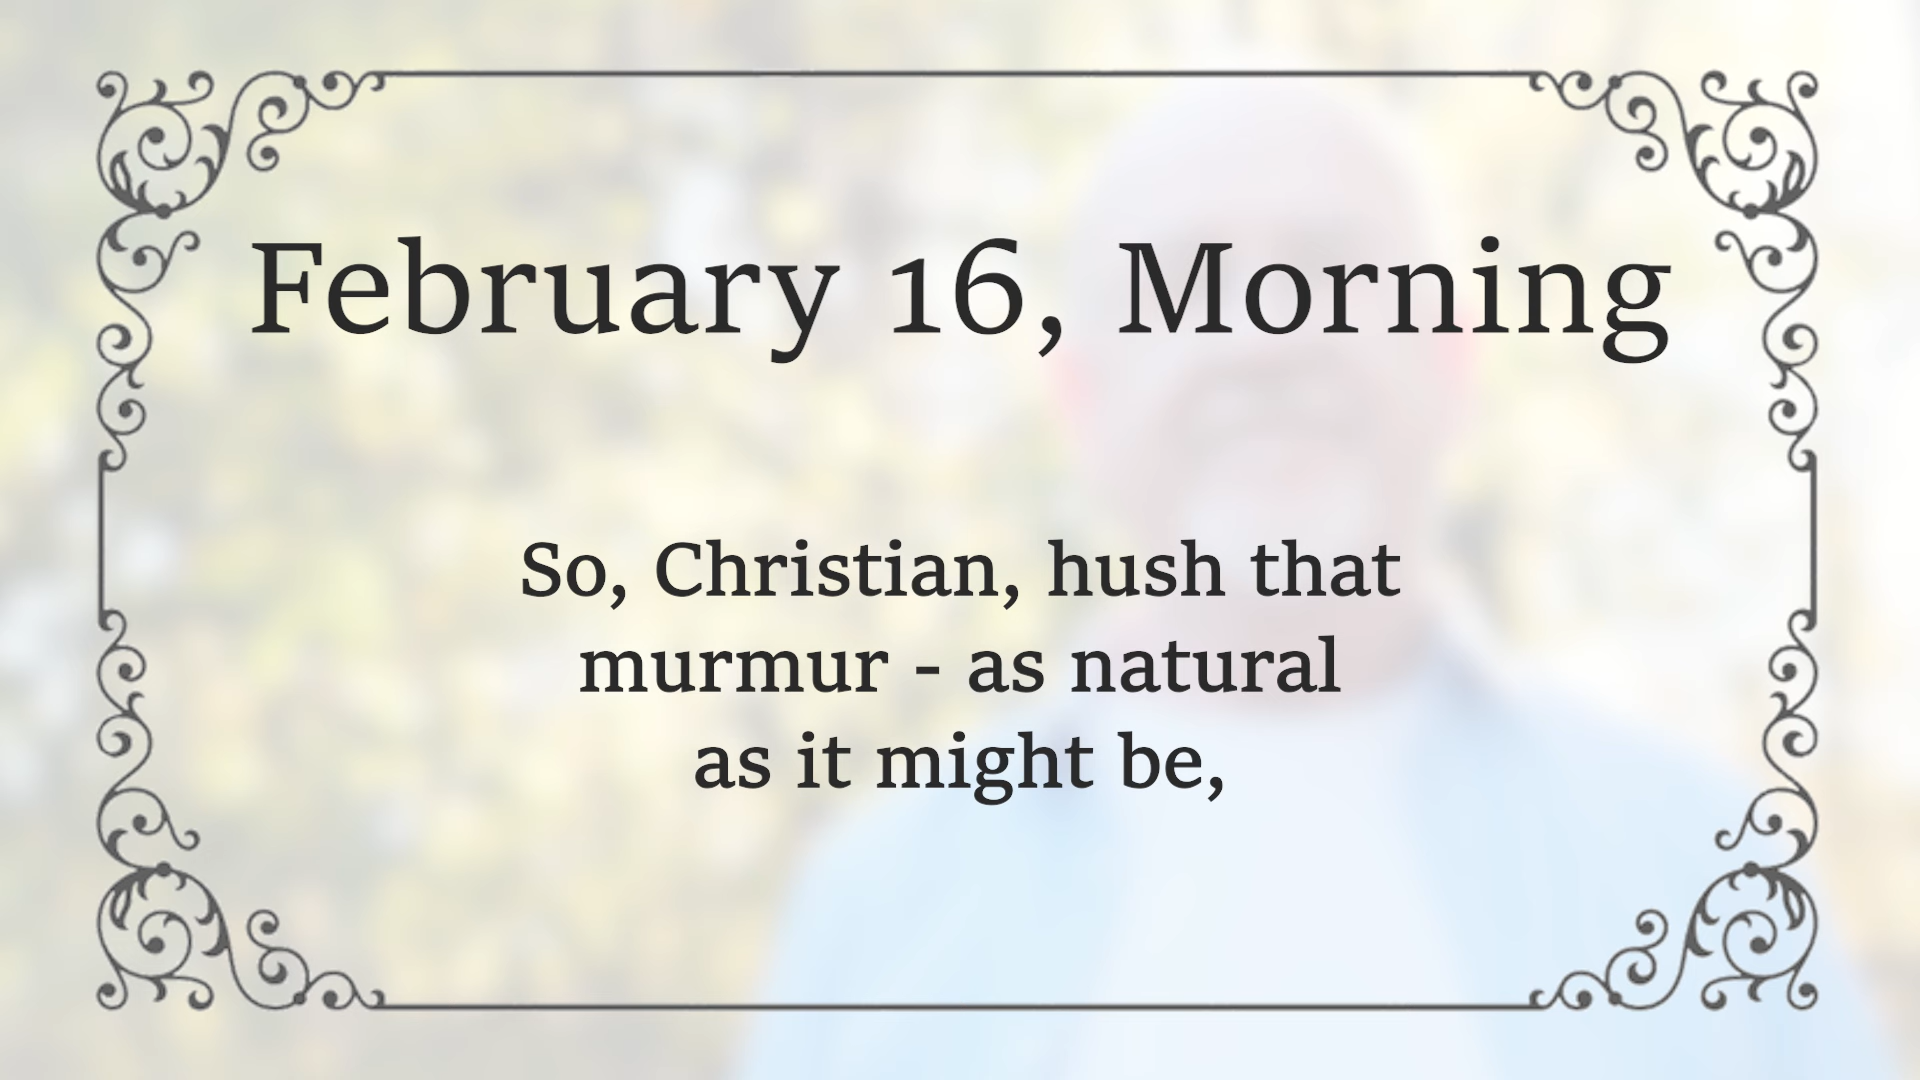 February 16, Morning
So, Christian, hush that
murmur - as natural
as it might be,